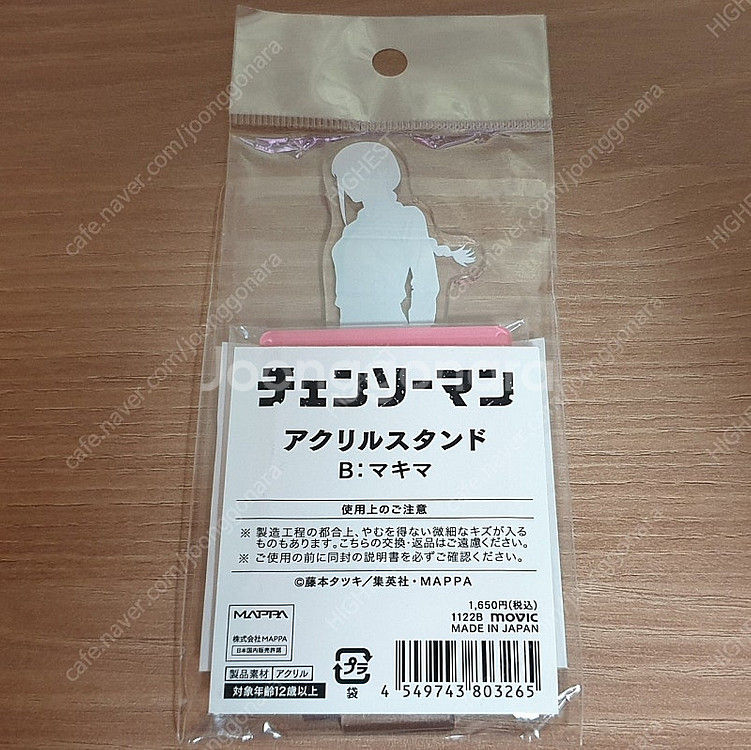 チェンソーマン
アクリルスタンド
B:マキマ
使用上のご注意
※ 製造工程の都合上、やむを得ない微細なキズが入る
ものもあります。こちらの交換・返品はご遠慮ください。
※ ご使用の前に同封の説明書を必ずご確認ください。
©藤本タツキ/集英社・MAPPA
1,650円(税込)
1122B movic
MADE IN JAPAN
MAPPA
株式会社MAPPA
日本国内販売許諾
製品素材 アクリル
対象年齢12歳以上
プラ
袋
4 549743 803265
Joonggonara
cafe.naver.com/joonggonara
HIGHEST